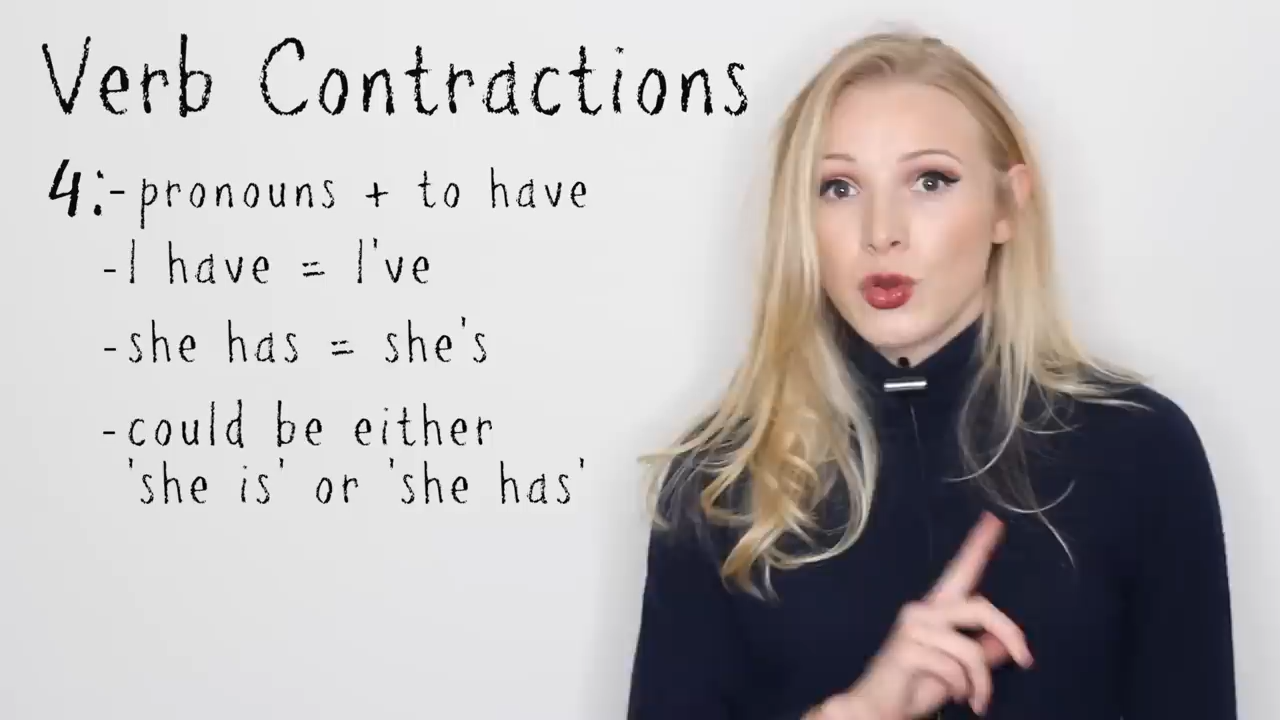 Verb Contractions
4:-pronouns + to have
-I have = I've
-she has = she's
-could be either
'she is' or 'she has'